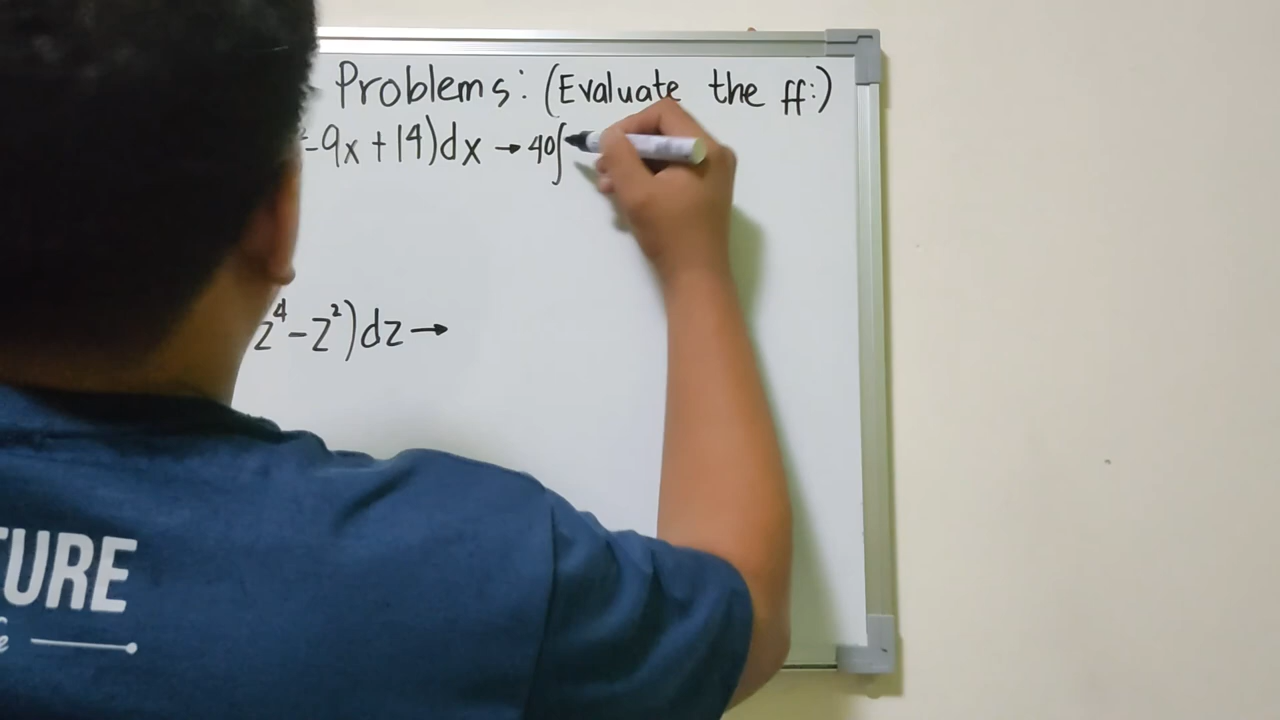 Problems: (Evaluate the ff:)
-9x + 14)dx → 40∫
z⁴ - z²)dz →
TURE